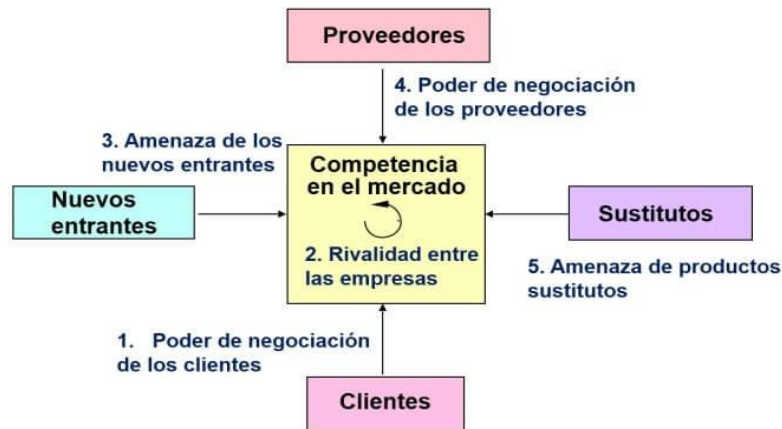 Proveedores
4. Poder de negociación
de los proveedores
3. Amenaza de los
nuevos entrantes
Competencia
en el mercado
Nuevos
entrantes
Sustitutos
2. Rivalidad entre
las empresas
5. Amenaza de productos
sustitutos
1. Poder de negociación
de los clientes
Clientes